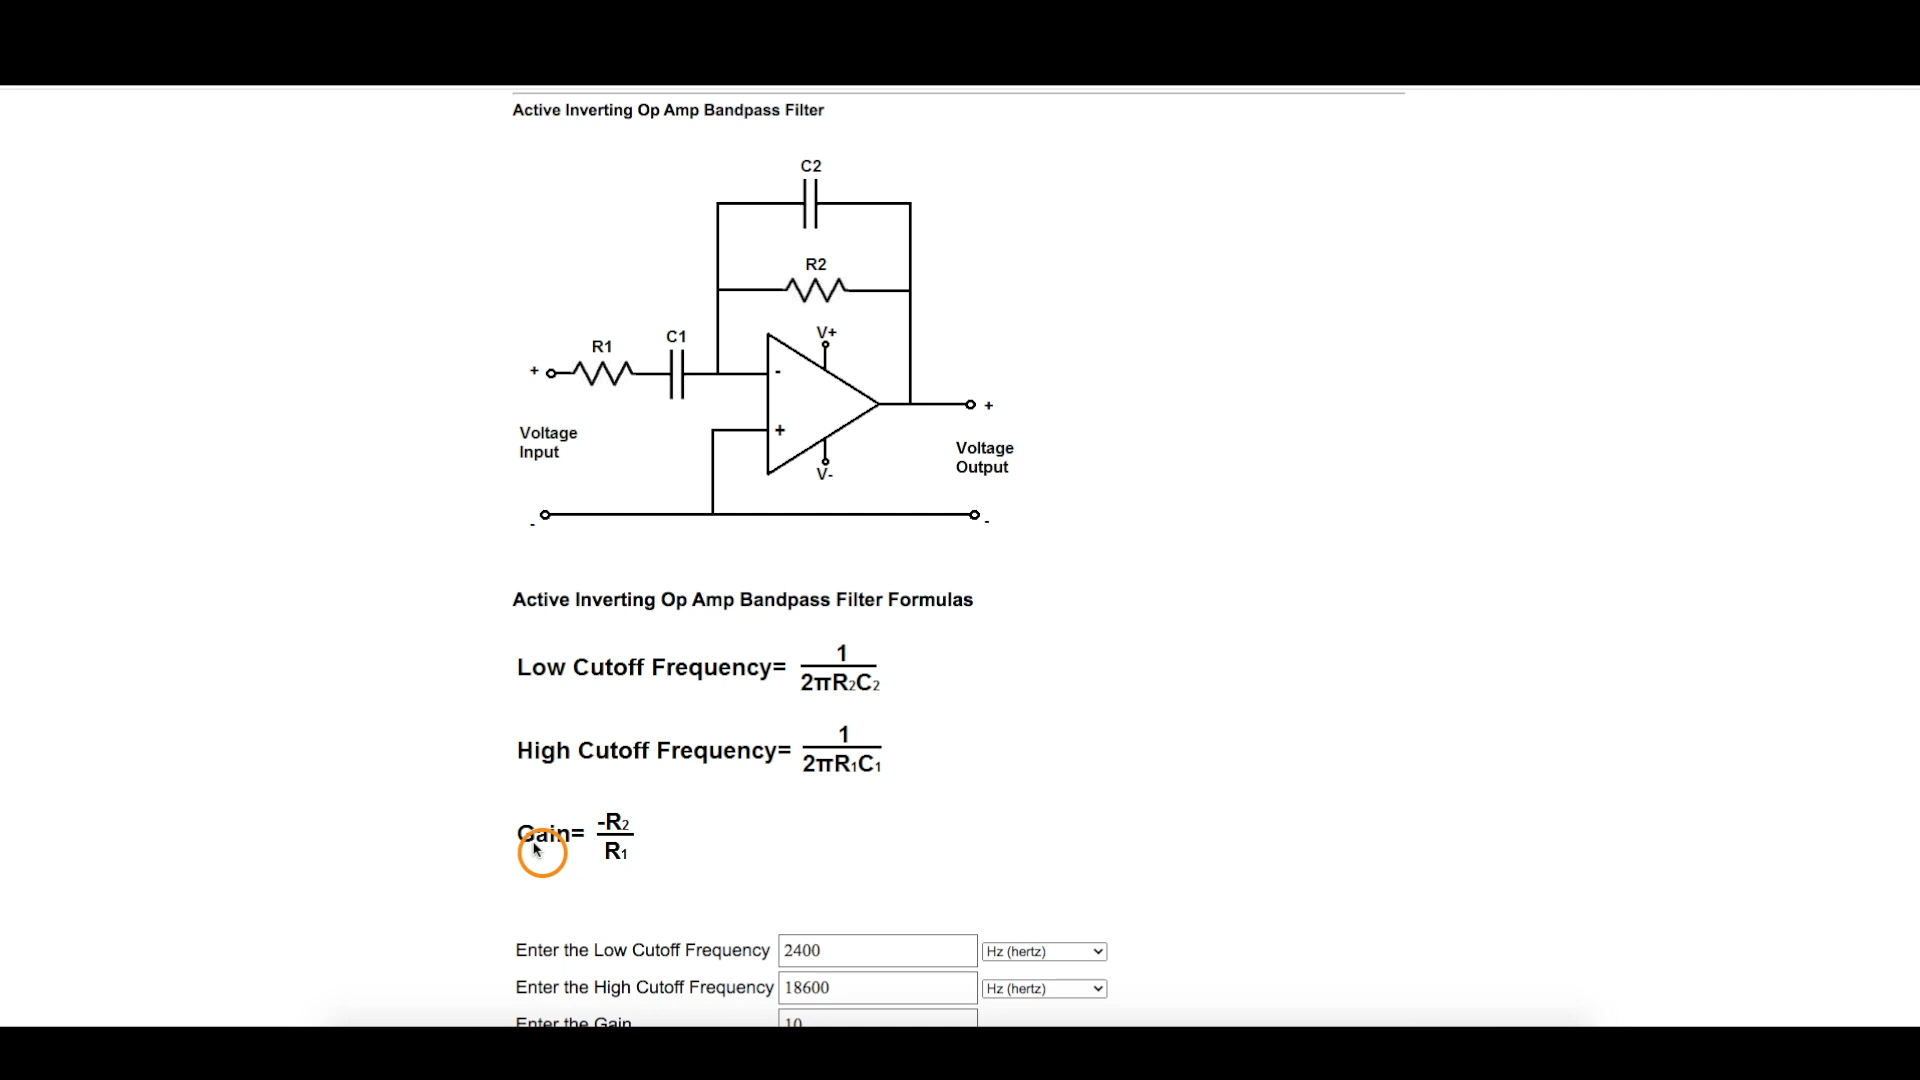 Active Inverting Op Amp Bandpass Filter
C2
R2
V+
C1
R1
+
-
+
+
Voltage
Input
Voltage
Output
V-
-
-
Active Inverting Op Amp Bandpass Filter Formulas
Low Cutoff Frequency= 1
2πR2C2
High Cutoff Frequency= 1
2πR1C1
Gain= -R2
R1
Enter the Low Cutoff Frequency 2400 Hz (hertz)
Enter the High Cutoff Frequency 18600 Hz (hertz)
Enter the Gain 10